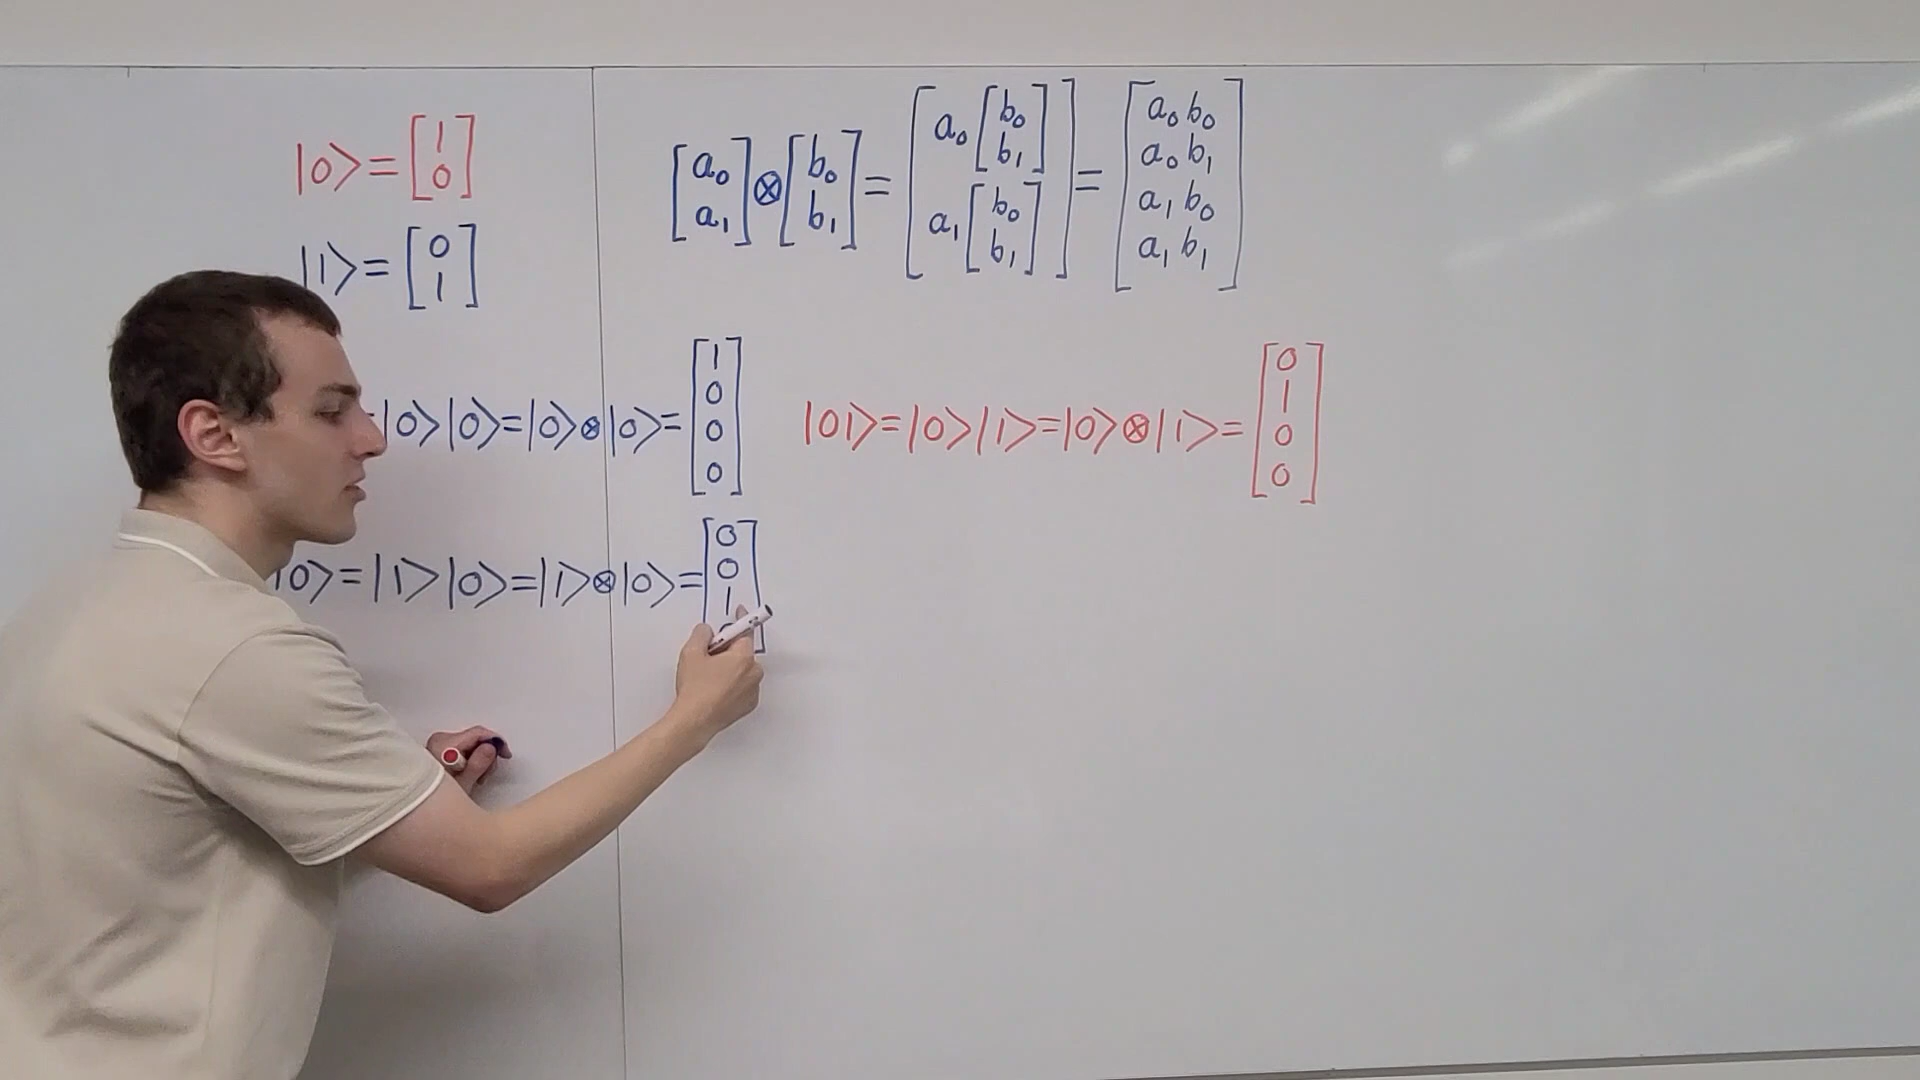 |0> = [1 0]
|1> = [0 1]
[a₀ a₁] ⊗ [b₀ b₁] = [a₀ [b₀ b₁] a₁ [b₀ b₁]] = [a₀b₀ a₀b₁ a₁b₀ a₁b₁]
=|0>|0>=|0>⊗|0>= [1 0 0 0]
|01>=|0>|1>=|0>⊗|1>= [0 1 0 0]
0>=|1>|0>=|1>⊗|0>= [0 0 1